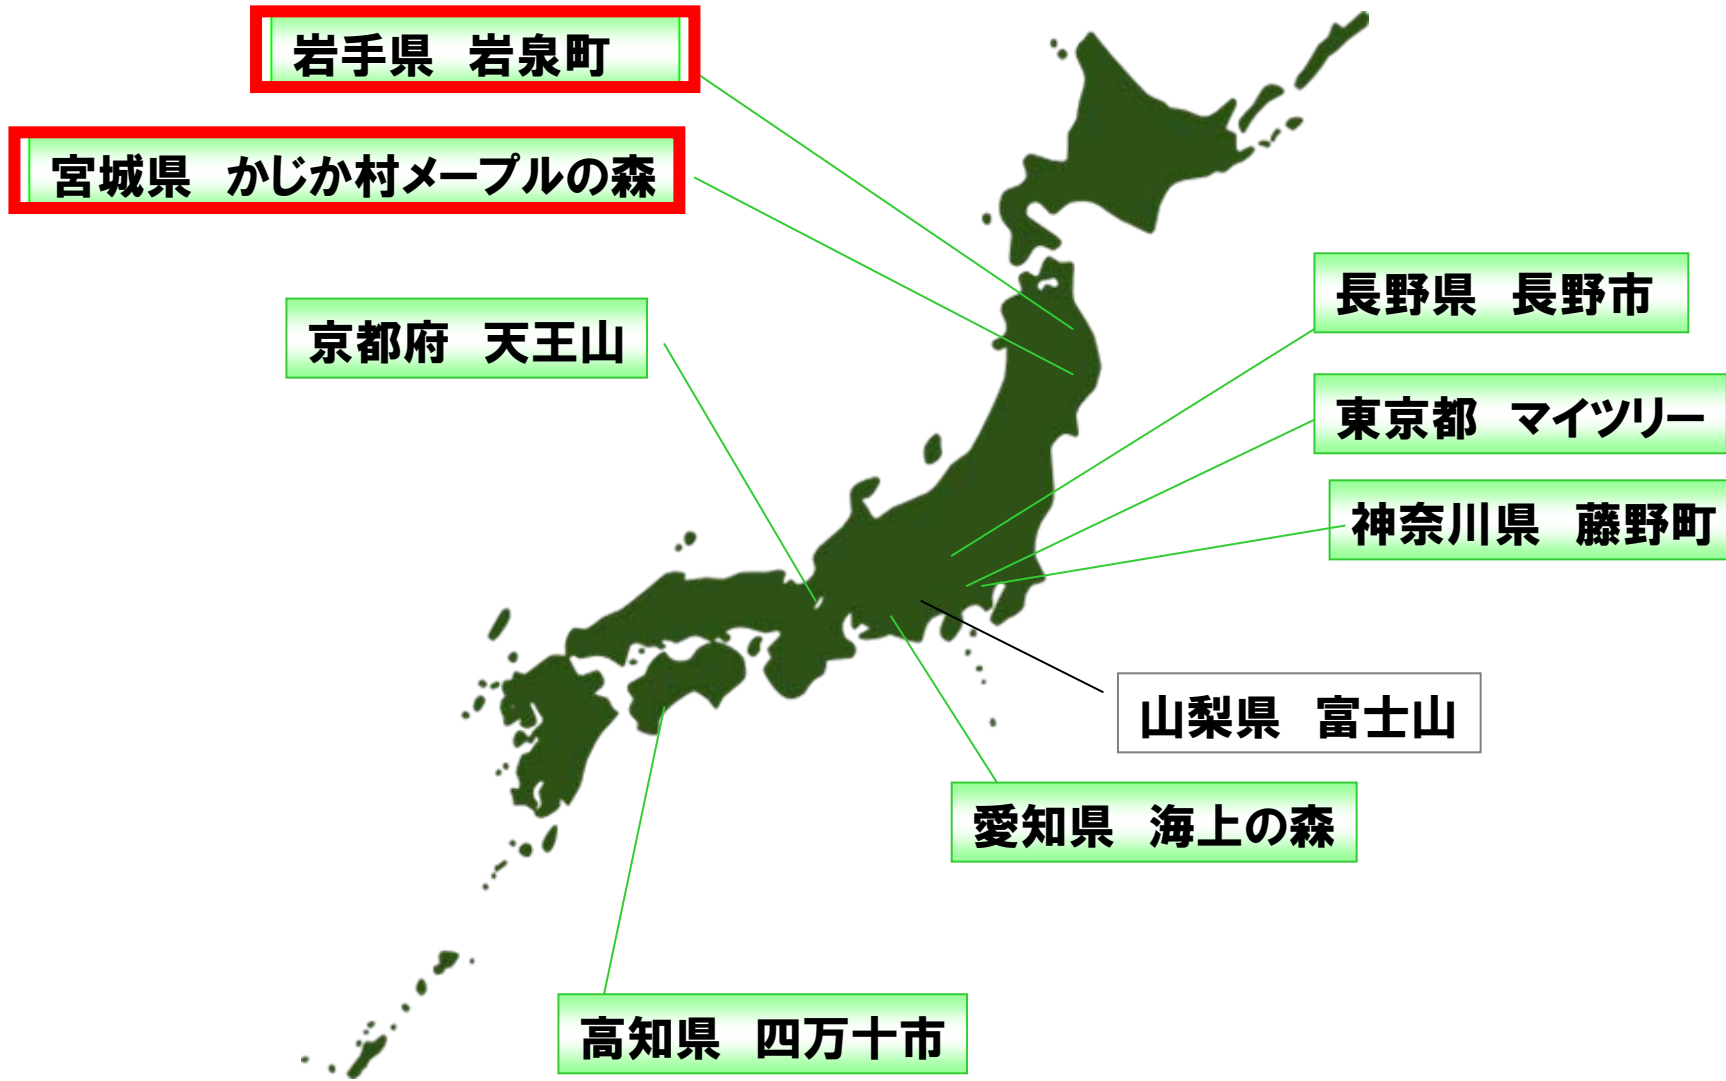 岩手県　岩泉町
宮城県　かじか村メープルの森
長野県　長野市
京都府　天王山
東京都　マイツリー
神奈川県　藤野町
山梨県　富士山
愛知県　海上の森
高知県　四万十市